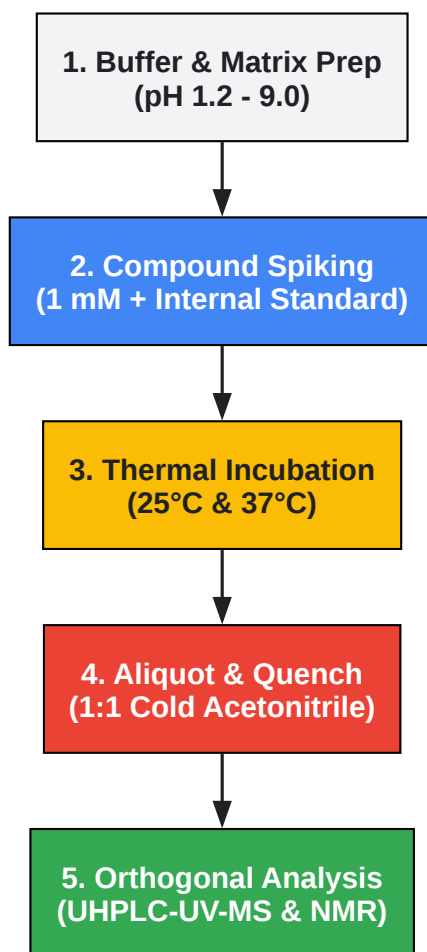 1. Buffer & Matrix Prep
(pH 1.2 - 9.0)
2. Compound Spiking
(1 mM + Internal Standard)
3. Thermal Incubation
(25°C & 37°C)
4. Aliquot & Quench
(1:1 Cold Acetonitrile)
5. Orthogonal Analysis
(UHPLC-UV-MS & NMR)